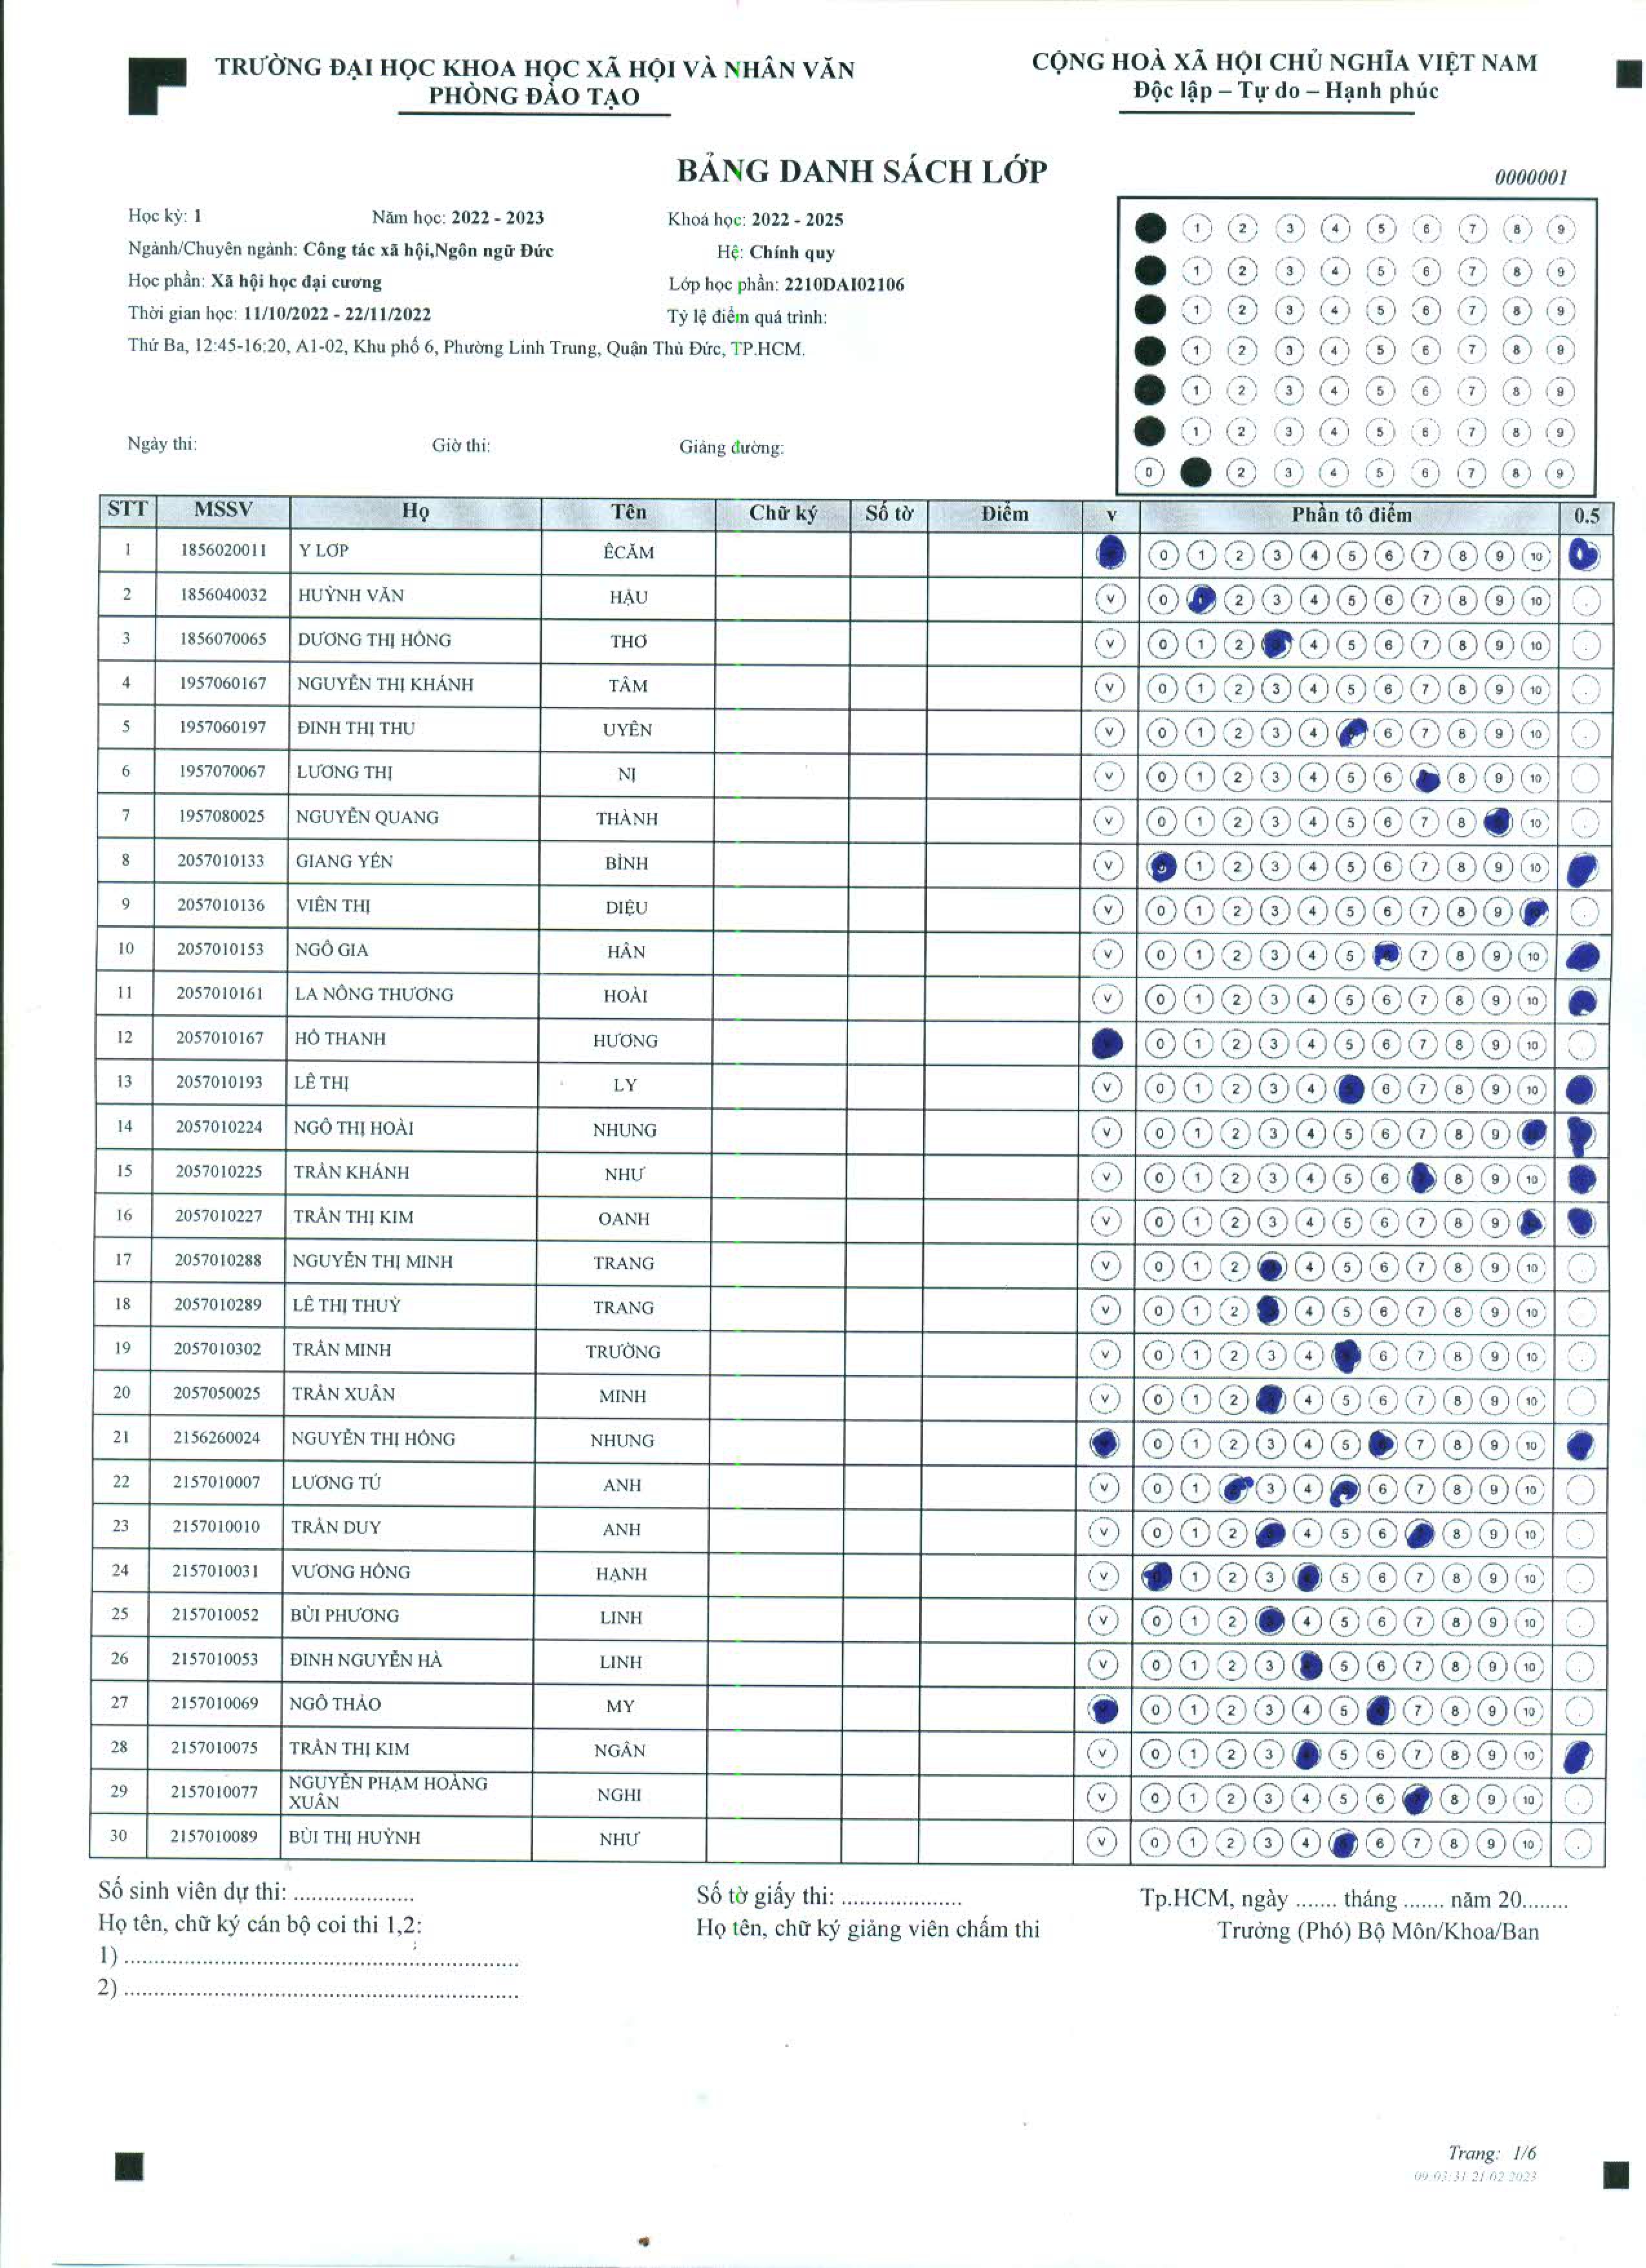 TRƯỜNG ĐẠI HỌC KHOA HỌC XÃ HỘI VÀ NHÂN VĂN
PHÒNG ĐÀO TẠO
CỘNG HOÀ XÃ HỘI CHỦ NGHĨA VIỆT NAM
Độc lập – Tự do – Hạnh phúc
BẢNG DANH SÁCH LỚP
0000001
Học kỳ: 1 Năm học: 2022 - 2023 Khoá học: 2022 - 2025
Ngành/Chuyên ngành: Công tác xã hội,Ngôn ngữ Đức Hệ: Chính quy
Học phần: Xã hội học đại cương Lớp học phần: 2210DAI02106
Thời gian học: 11/10/2022 - 22/11/2022 Tỷ lệ điểm quá trình:
Thứ Ba, 12:45-16:20, A1-02, Khu phố 6, Phường Linh Trung, Quận Thủ Đức, TP.HCM.
Ngày thi: Giờ thi: Giảng đường:
1 2 3 4 5 6 7 8 9
1 2 3 4 5 6 7 8 9
1 2 3 4 5 6 7 8 9
1 2 3 4 5 6 7 8 9
1 2 3 4 5 6 7 8 9
1 2 3 4 5 6 7 8 9
0 2 3 4 5 6 7 8 9
STT MSSV Họ Tên Chữ ký Số tờ Điểm v Phần tô điểm 0.5
1 1856020011 Y LƠP ÊCĂM 0 1 2 3 4 5 6 7 8 9 10
2 1856040032 HUỲNH VĂN HẬU V 0 2 3 4 5 6 7 8 9 10
3 1856070065 DƯƠNG THỊ HỒNG THƠ V 0 1 2 4 5 6 7 8 9 10
4 1957060167 NGUYỄN THỊ KHÁNH TÂM V 0 1 2 3 4 5 6 7 8 9 10
5 1957060197 ĐINH THỊ THU UYÊN V 0 1 2 3 4 6 7 8 9 10
6 1957070067 LƯƠNG THỊ NỊ V 0 1 2 3 4 5 6 8 9 10
7 1957080025 NGUYỄN QUANG THÀNH V 0 1 2 3 4 5 6 7 8 10
8 2057010133 GIANG YẾN BÌNH V 1 2 3 4 5 6 7 8 9 10
9 2057010136 VIÊN THỊ DIỆU V 0 1 2 3 4 5 6 7 8 9
10 2057010153 NGÔ GIA HÂN V 0 1 2 3 4 5 7 8 9 10
11 2057010161 LA NÔNG THƯƠNG HOÀI V 0 1 2 3 4 5 6 7 8 9 10
12 2057010167 HỒ THANH HƯƠNG 0 1 2 3 4 5 6 7 8 9 10
13 2057010193 LÊ THỊ LY V 0 1 2 3 4 6 7 8 9 10
14 2057010224 NGÔ THỊ HOÀI NHUNG V 0 1 2 3 4 5 6 7 8 9
15 2057010225 TRẦN KHÁNH NHƯ V 0 1 2 3 4 5 6 8 9 10
16 2057010227 TRẦN THỊ KIM OANH V 0 1 2 3 4 5 6 7 8 9
17 2057010288 NGUYỄN THỊ MINH TRANG V 0 1 2 4 5 6 7 8 9 10
18 2057010289 LÊ THỊ THUỲ TRANG V 0 1 2 4 5 6 7 8 9 10
19 2057010302 TRẦN MINH TRƯỜNG V 0 1 2 3 4 6 7 8 9 10
20 2057050025 TRẦN XUÂN MINH V 0 1 2 4 5 6 7 8 9 10
21 2156260024 NGUYỄN THỊ HỒNG NHUNG 0 1 2 3 4 5 7 8 9 10
22 2157010007 LƯƠNG TÚ ANH V 0 1 3 4 6 7 8 9 10
23 2157010010 TRẦN DUY ANH V 0 1 2 4 5 6 8 9 10
24 2157010031 VƯƠNG HỒNG HẠNH V 1 2 3 5 6 7 8 9 10
25 2157010052 BÙI PHƯƠNG LINH V 0 1 2 4 5 6 7 8 9 10
26 2157010053 ĐINH NGUYỄN HÀ LINH V 0 1 2 3 5 6 7 8 9 10
27 2157010069 NGÔ THẢO MY 0 1 2 3 4 5 7 8 9 10
28 2157010075 TRẦN THỊ KIM NGÂN V 0 1 2 3 5 6 7 8 9 10
29 2157010077 NGUYỄN PHẠM HOÀNG XUÂN NGHI V 0 1 2 3 4 5 6 8 9 10
30 2157010089 BÙI THỊ HUỲNH NHƯ V 0 1 2 3 4 6 7 8 9 10
Số sinh viên dự thi: .................... Số tờ giấy thi: .................... Tp.HCM, ngày ....... tháng ....... năm 20........
Họ tên, chữ ký cán bộ coi thi 1,2: Họ tên, chữ ký giảng viên chấm thi Trưởng (Phó) Bộ Môn/Khoa/Ban
1) ..................................................................
2) ..................................................................
Trang: 1/6
09:03:31 21/02/2023